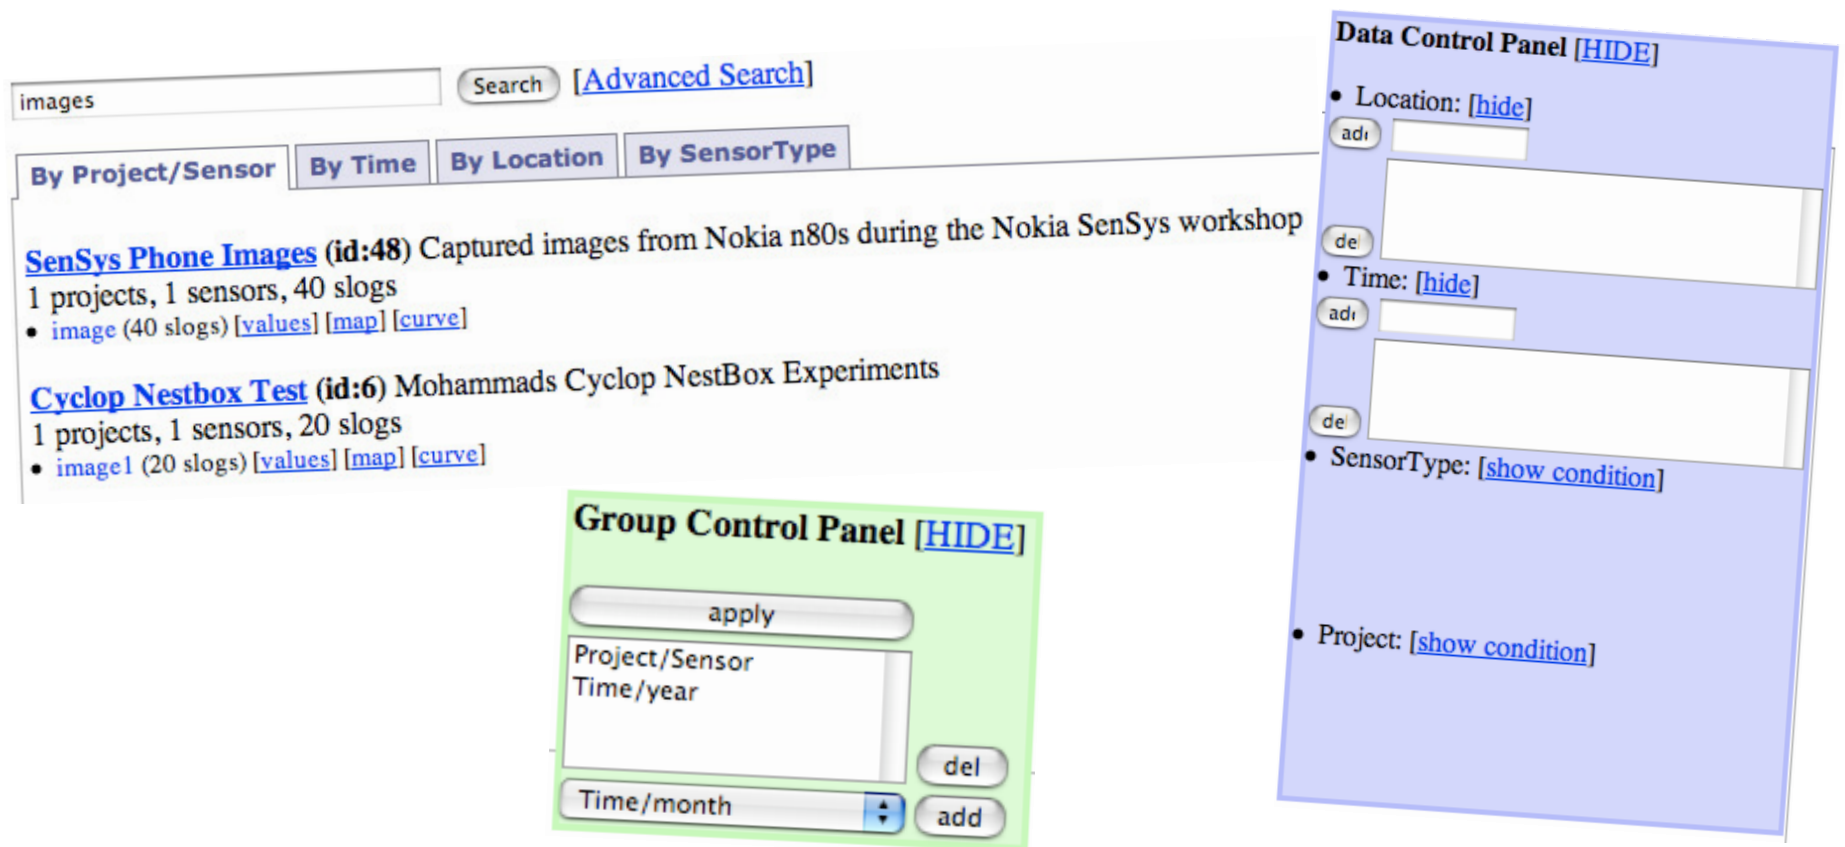 images
Search [Advanced Search]
By Project/Sensor By Time By Location By SensorType
SenSys Phone Images (id:48) Captured images from Nokia n80s during the Nokia SenSys workshop
1 projects, 1 sensors, 40 slogs
• image (40 slogs) [values] [map] [curve]
Cyclop Nestbox Test (id:6) Mohammads Cyclop NestBox Experiments
1 projects, 1 sensors, 20 slogs
• image1 (20 slogs) [values] [map] [curve]
Group Control Panel [HIDE]
apply
Project/Sensor
Time/year
del
Time/month
add
Data Control Panel [HIDE]
• Location: [hide]
ad
de
• Time: [hide]
ad
de
• SensorType: [show condition]
• Project: [show condition]